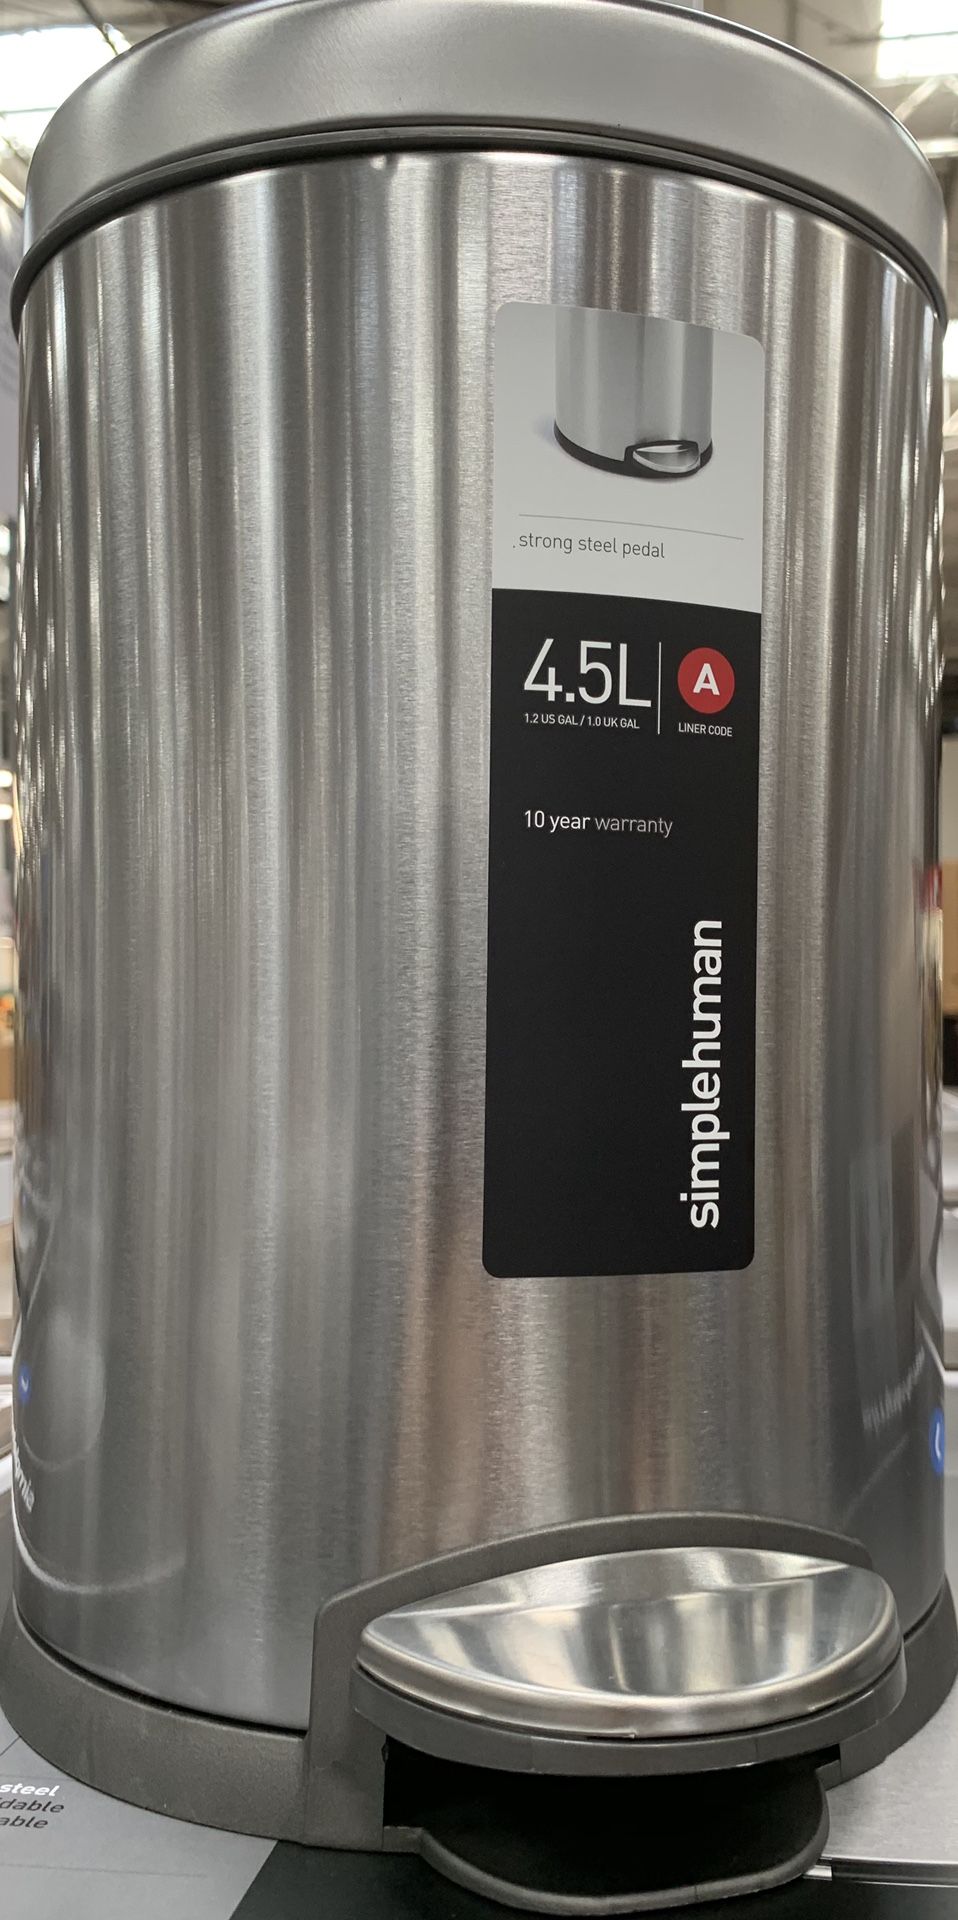 strong steel pedal
4.5L
A
1.2 US GAL / 1.0 UK GAL
LINER CODE
10 year warranty
simplehuman
steel